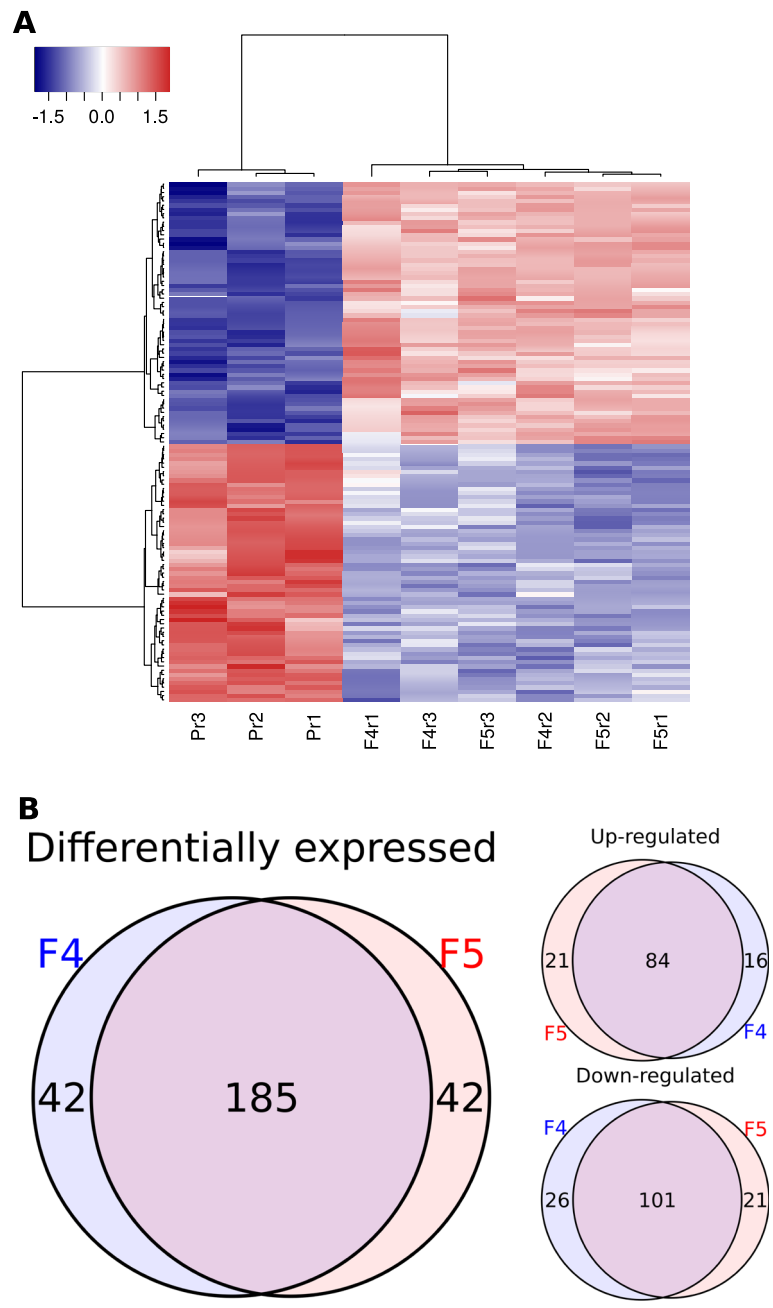 A
-1.5 0.0 1.5
Pr3 Pr2 Pr1 F4r1 F4r3 F5r3 F4r2 F5r2 F5r1
B
Differentially expressed
F4 F5
42 185 42
Up-regulated
21 84 16
F5 F4
Down-regulated
F4 F5
26 101 21